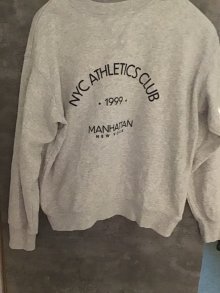 NYC ATHLETICS CLUB
· 1999 ·
MANHATTAN
NEW YORK